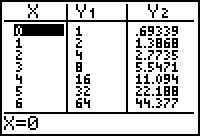 X Y₁ Y₂
0 1 .69339
1 2 1.3868
2 4 2.7735
3 8 5.5471
4 16 11.094
5 32 22.188
6 64 44.377
X=0